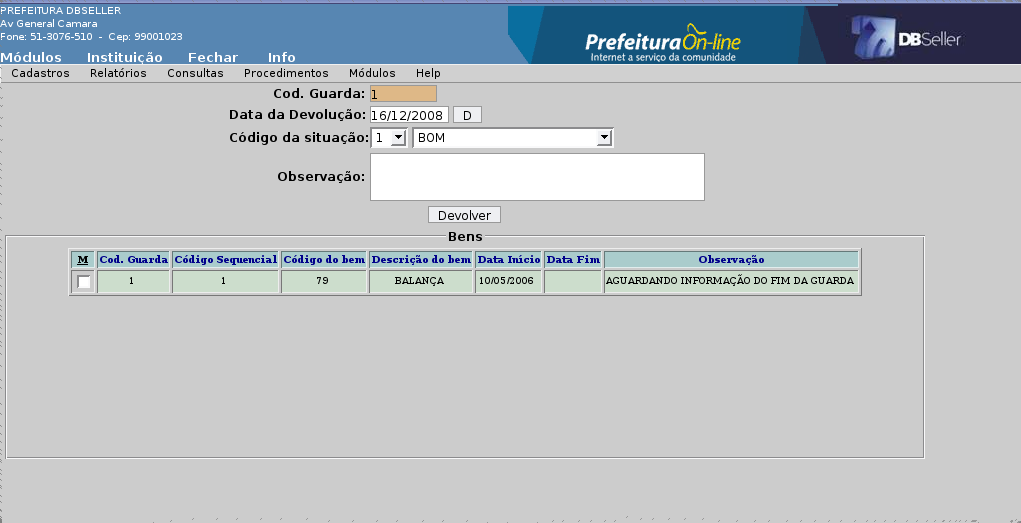 PREFEITURA DBSELLER
Av General Camara
Fone: 51-3076-510 - Cep: 99001023
Prefeitura On-line
Internet a serviço da comunidade
DBSeller
Módulos Instituição Fechar Info
Cadastros Relatórios Consultas Procedimentos Módulos Help
Cod. Guarda: 1
Data da Devolução: 16/12/2008 D
Código da situação: 1 BOM
Observação:
Devolver
Bens
M Cod. Guarda Código Sequencial Código do bem Descrição do bem Data Início Data Fim Observação
1 1 79 BALANÇA 10/05/2006 AGUARDANDO INFORMAÇÃO DO FIM DA GUARDA